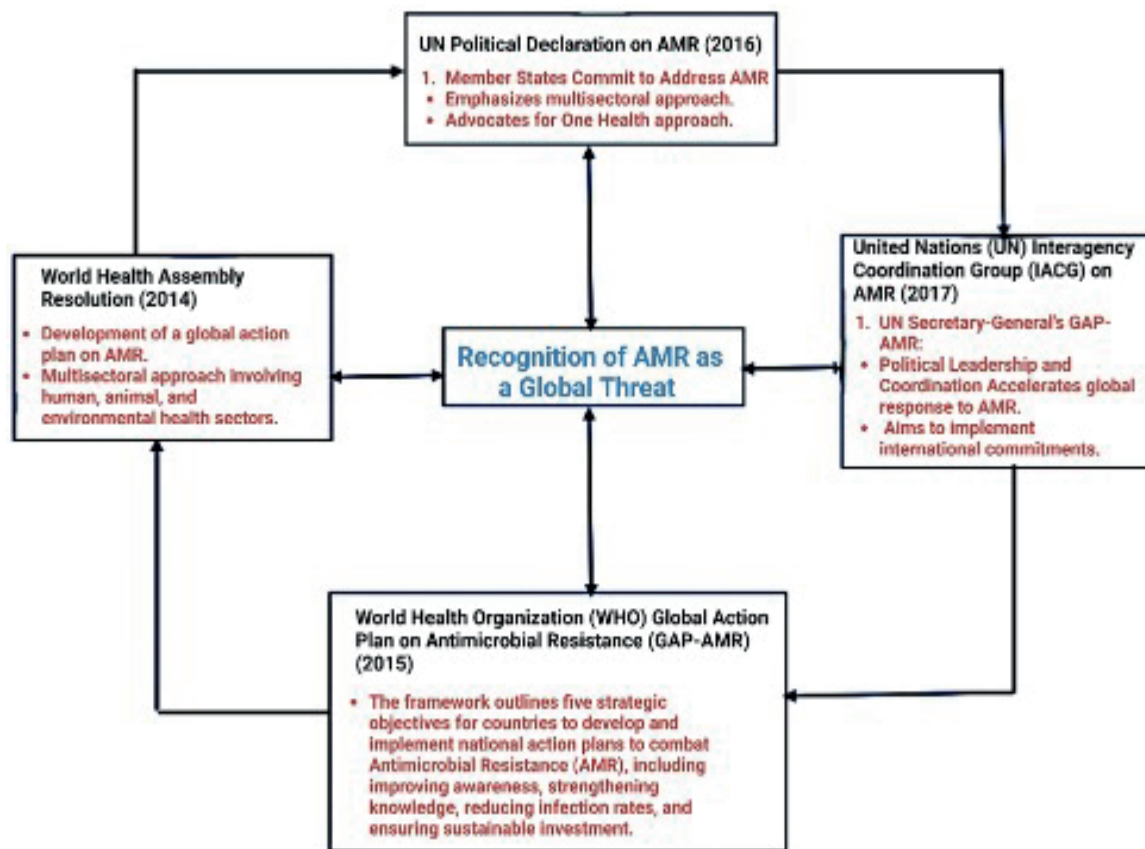 UN Political Declaration on AMR (2016)
1. Member States Commit to Address AMR
• Emphasizes multisectoral approach.
• Advocates for One Health approach.
World Health Assembly
Resolution (2014)
• Development of a global action
plan on AMR.
• Multisectoral approach involving
human, animal, and
environmental health sectors.
Recognition of AMR as
a Global Threat
United Nations (UN) Interagency
Coordination Group (IACG) on
AMR (2017)
1. UN Secretary-General's GAP-
AMR:
• Political Leadership and
Coordination Accelerates global
response to AMR.
• Aims to implement
international commitments.
World Health Organization (WHO) Global Action
Plan on Antimicrobial Resistance (GAP-AMR)
(2015)
• The framework outlines five strategic
objectives for countries to develop and
implement national action plans to combat
Antimicrobial Resistance (AMR), including
improving awareness, strengthening
knowledge, reducing infection rates, and
ensuring sustainable investment.